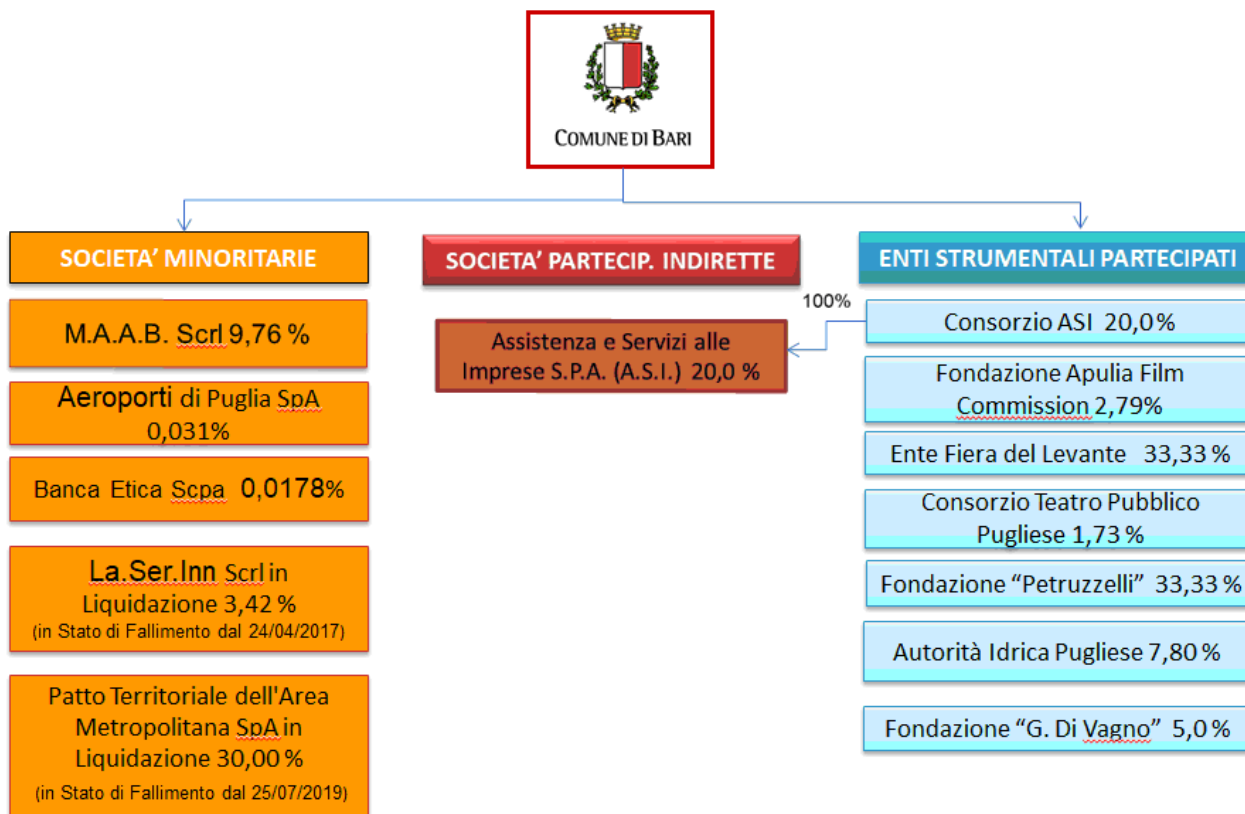 COMUNE DI BARI
SOCIETA’ MINORITARIE
M.A.A.B. Scrl 9,76 %
Aeroporti di Puglia SpA
0,031%
Banca Etica Scpa 0,0178%
La.Ser.Inn Scrl in
Liquidazione 3,42 %
(in Stato di Fallimento dal 24/04/2017)
Patto Territoriale dell'Area
Metropolitana SpA in
Liquidazione 30,00 %
(in Stato di Fallimento dal 25/07/2019)
SOCIETA’ PARTECIP. INDIRETTE
Assistenza e Servizi alle
Imprese S.P.A. (A.S.I.) 20,0 %
100%
ENTI STRUMENTALI PARTECIPATI
Consorzio ASI 20,0%
Fondazione Apulia Film
Commission 2,79%
Ente Fiera del Levante 33,33 %
Consorzio Teatro Pubblico
Pugliese 1,73 %
Fondazione “Petruzzelli” 33,33 %
Autorità Idrica Pugliese 7,80 %
Fondazione “G. Di Vagno” 5,0 %